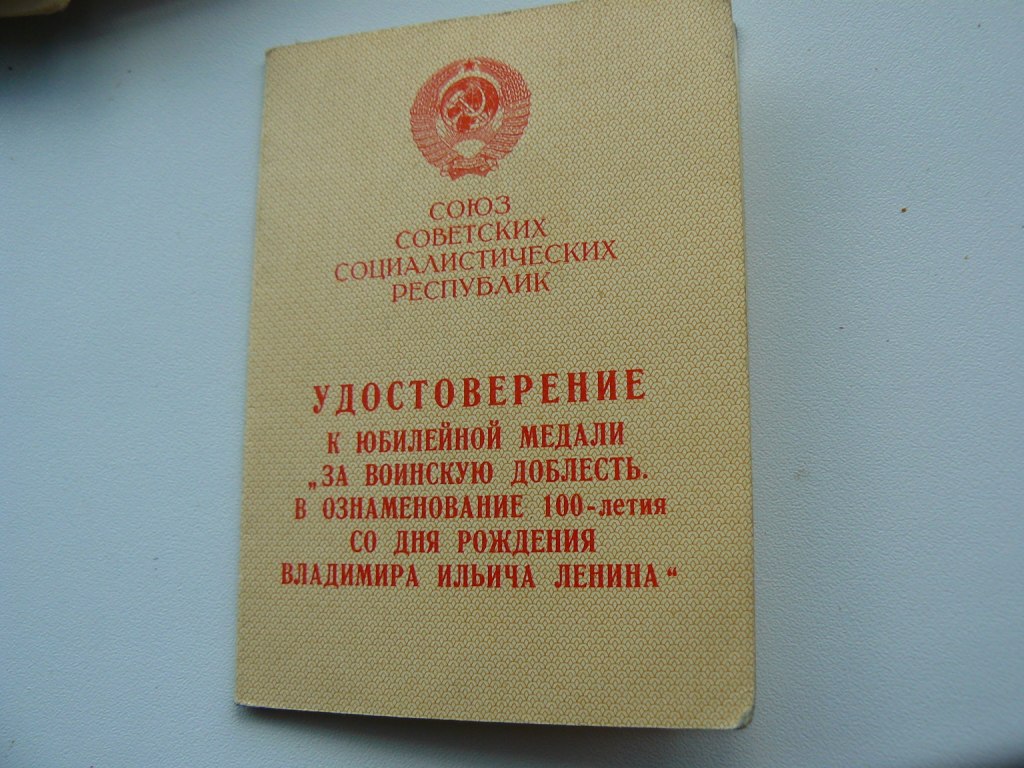 СОЮЗ
СОВЕТСКИХ
СОЦИАЛИСТИЧЕСКИХ
РЕСПУБЛИК
УДОСТОВЕРЕНИЕ
К ЮБИЛЕЙНОЙ МЕДАЛИ
„ЗА ВОИНСКУЮ ДОБЛЕСТЬ.
В ОЗНАМЕНОВАНИЕ 100-летия
СО ДНЯ РОЖДЕНИЯ
ВЛАДИМИРА ИЛЬИЧА ЛЕНИНА“